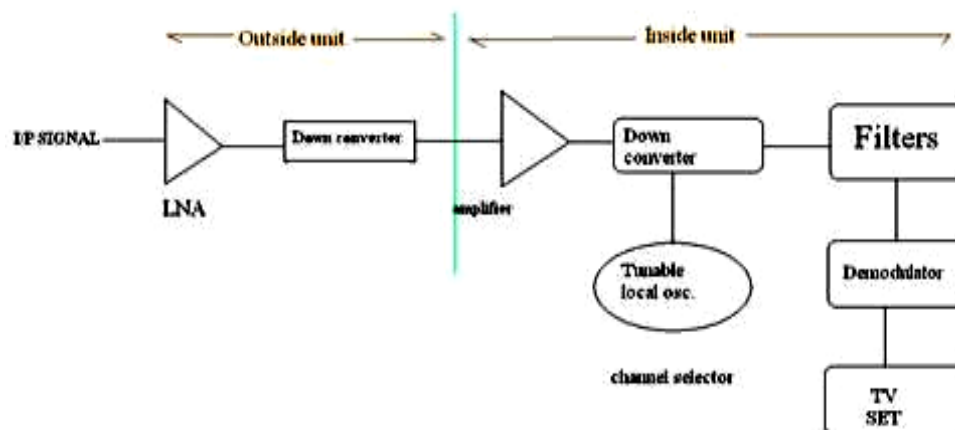 Outside unit
Inside unit
I/P SIGNAL
LNA
Down converter
amplifier
Down
converter
Filters
Tunable
local osc.
Demodulator
channel selector
TV
SET